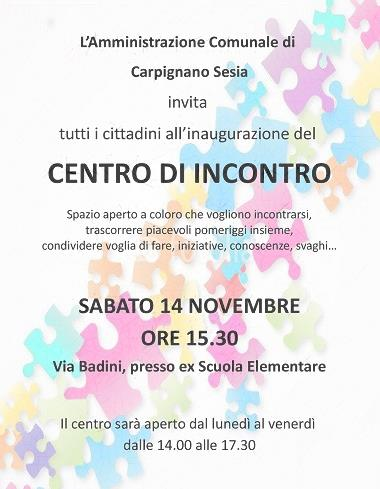 L'Amministrazione Comunale di
Carpignano Sesia
invita
tutti i cittadini all'inaugurazione del
CENTRO DI INCONTRO
Spazio aperto a coloro che vogliono incontrarsi,
trascorrere piacevoli pomeriggi insieme,
condividere voglia di fare, iniziative, conoscenze, svaghi...
SABATO 14 NOVEMBRE
ORE 15.30
Via Badini, presso ex Scuola Elementare
Il centro sarà aperto dal lunedì al venerdì
dalle 14.00 alle 17.30